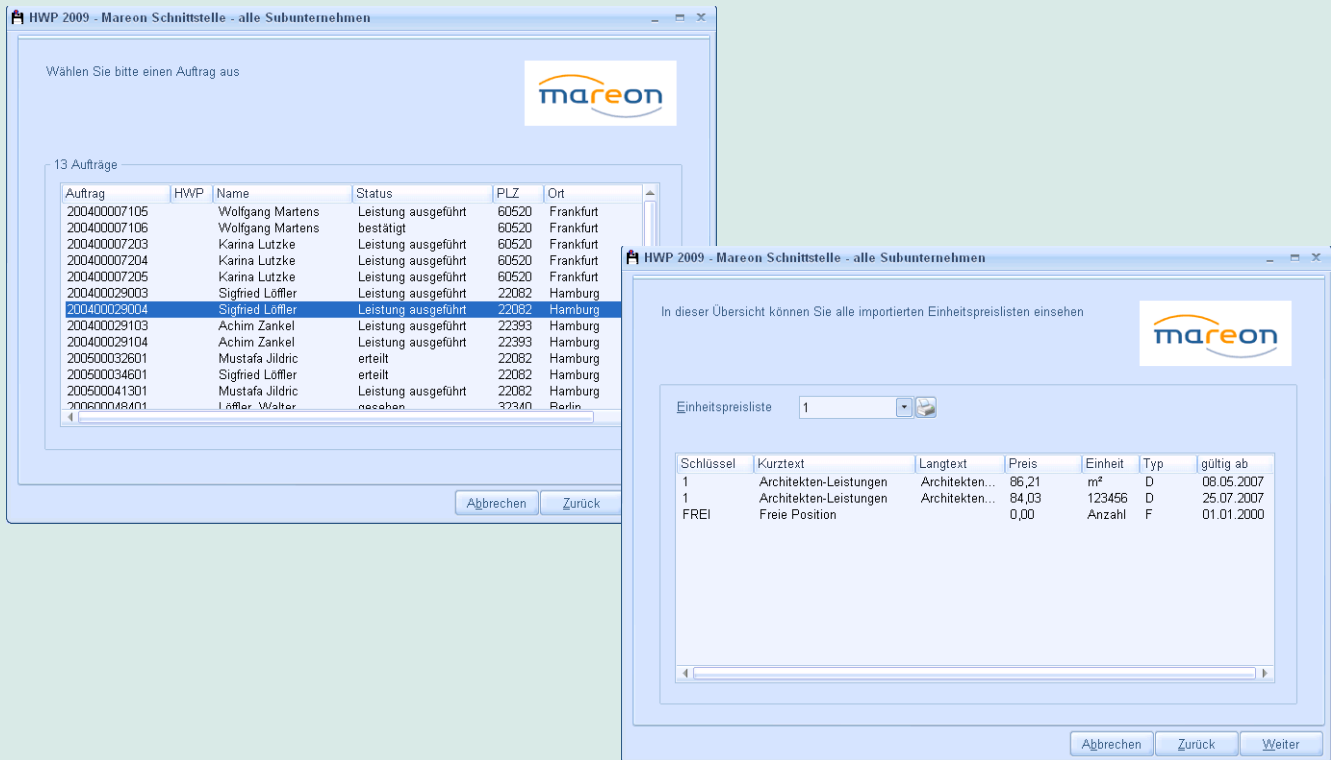 HWP 2009 - Mareon Schnittstelle - alle Subunternehmen
Wählen Sie bitte einen Auftrag aus
mareon
13 Aufträge
Auftrag HWP Name Status PLZ Ort
200400007105 Wolfgang Martens Leistung ausgeführt 60520 Frankfurt
200400007106 Wolfgang Martens bestätigt 60520 Frankfurt
200400007203 Karina Lutzke Leistung ausgeführt 60520 Frankfurt
200400007204 Karina Lutzke Leistung ausgeführt 60520 Frankfurt
200400007205 Karina Lutzke Leistung ausgeführt 60520 Frankfurt
200400029003 Sigfried Löffler Leistung ausgeführt 22082 Hamburg
200400029004 Sigfried Löffler Leistung ausgeführt 22082 Hamburg
200400029103 Achim Zankel Leistung ausgeführt 22393 Hamburg
200400029104 Achim Zankel Leistung ausgeführt 22393 Hamburg
200500032601 Mustafa Jildric erteilt 22082 Hamburg
200500034601 Sigfried Löffler erteilt 22082 Hamburg
200500041301 Mustafa Jildric Leistung ausgeführt 22082 Hamburg
200600048401 Löffler, Walter gesehen 32340 Berlin
Abbrechen Zurück
HWP 2009 - Mareon Schnittstelle - alle Subunternehmen
In dieser Übersicht können Sie alle importierten Einheitspreislisten einsehen
mareon
Einheitspreisliste 1
Schlüssel Kurztext Langtext Preis Einheit Typ gültig ab
1 Architekten-Leistungen Architekten... 86,21 m² D 08.05.2007
1 Architekten-Leistungen Architekten... 84,03 123456 D 25.07.2007
FREI Freie Position 0,00 Anzahl F 01.01.2000
Abbrechen Zurück Weiter